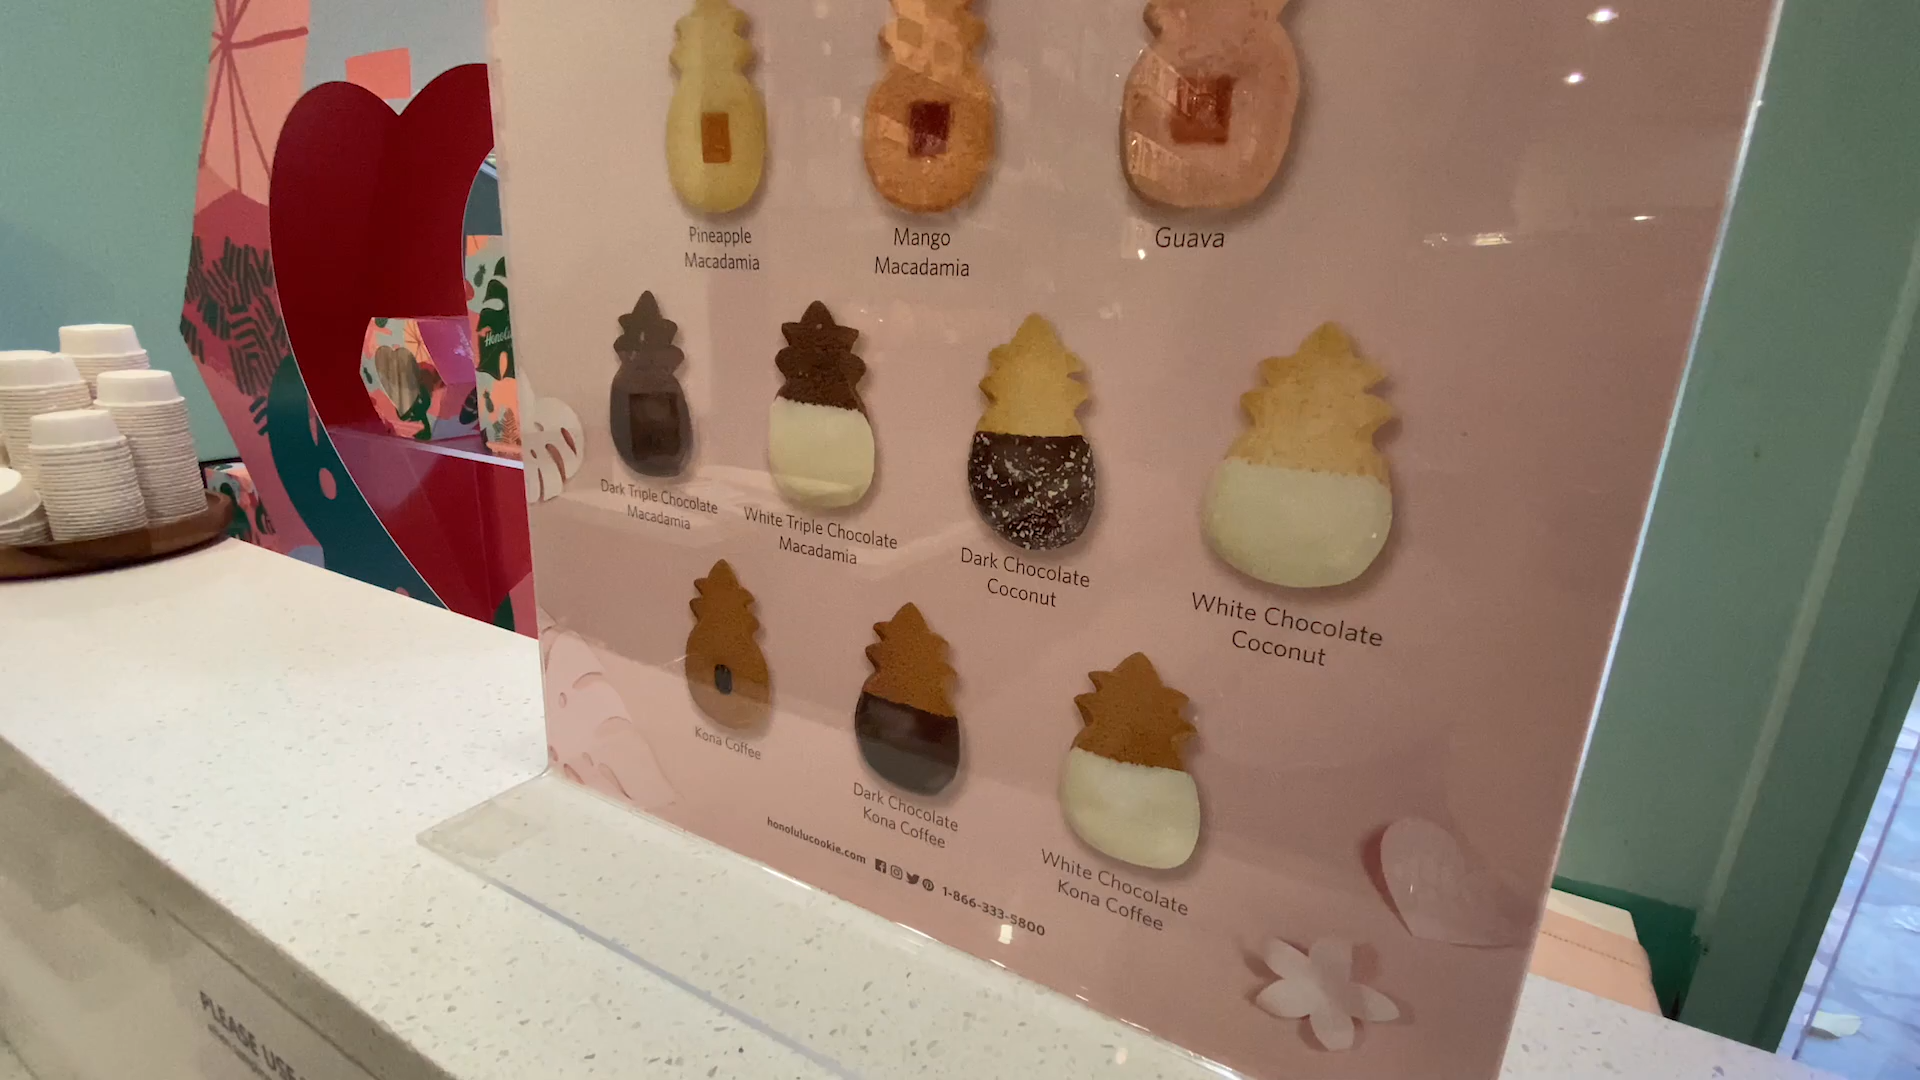 Pineapple
Macadamia
Mango
Macadamia
Guava
Dark Triple Chocolate
Macadamia
White Triple Chocolate
Macadamia
Dark Chocolate
Coconut
White Chocolate
Coconut
Kona Coffee
Dark Chocolate
Kona Coffee
White Chocolate
Kona Coffee
honolulucookie.com 1-866-333-5800
PLEASE USE